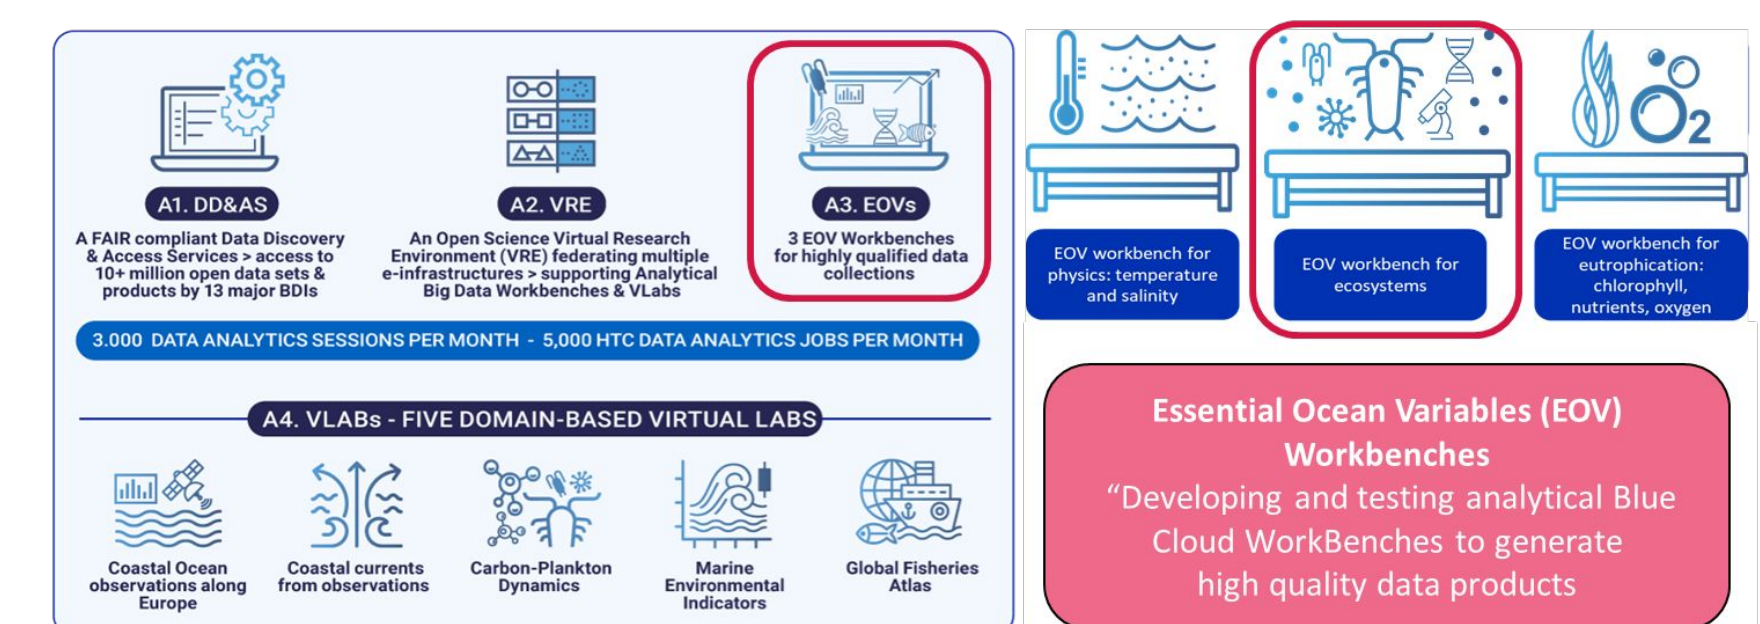 A1. DD&AS
A FAIR compliant Data Discovery
& Access Services > access to
10+ million open data sets &
products by 13 major BDIs
A2. VRE
An Open Science Virtual Research
Environment (VRE) federating multiple
e-infrastructures > supporting Analytical
Big Data Workbenches & VLabs
A3. EOVs
3 EOV Workbenches
for highly qualified data
collections
3.000 DATA ANALYTICS SESSIONS PER MONTH - 5,000 HTC DATA ANALYTICS JOBS PER MONTH
A4. VLABs - FIVE DOMAIN-BASED VIRTUAL LABS
Coastal Ocean
observations along
Europe
Coastal currents
from observations
Carbon-Plankton
Dynamics
Marine
Environmental
Indicators
Global Fisheries
Atlas
EOV workbench for
physics: temperature
and salinity
EOV workbench for
ecosystems
O2
EOV workbench for
eutrophication:
chlorophyll,
nutrients, oxygen
Essential Ocean Variables (EOV)
Workbenches
“Developing and testing analytical Blue
Cloud WorkBenches to generate
high quality data products